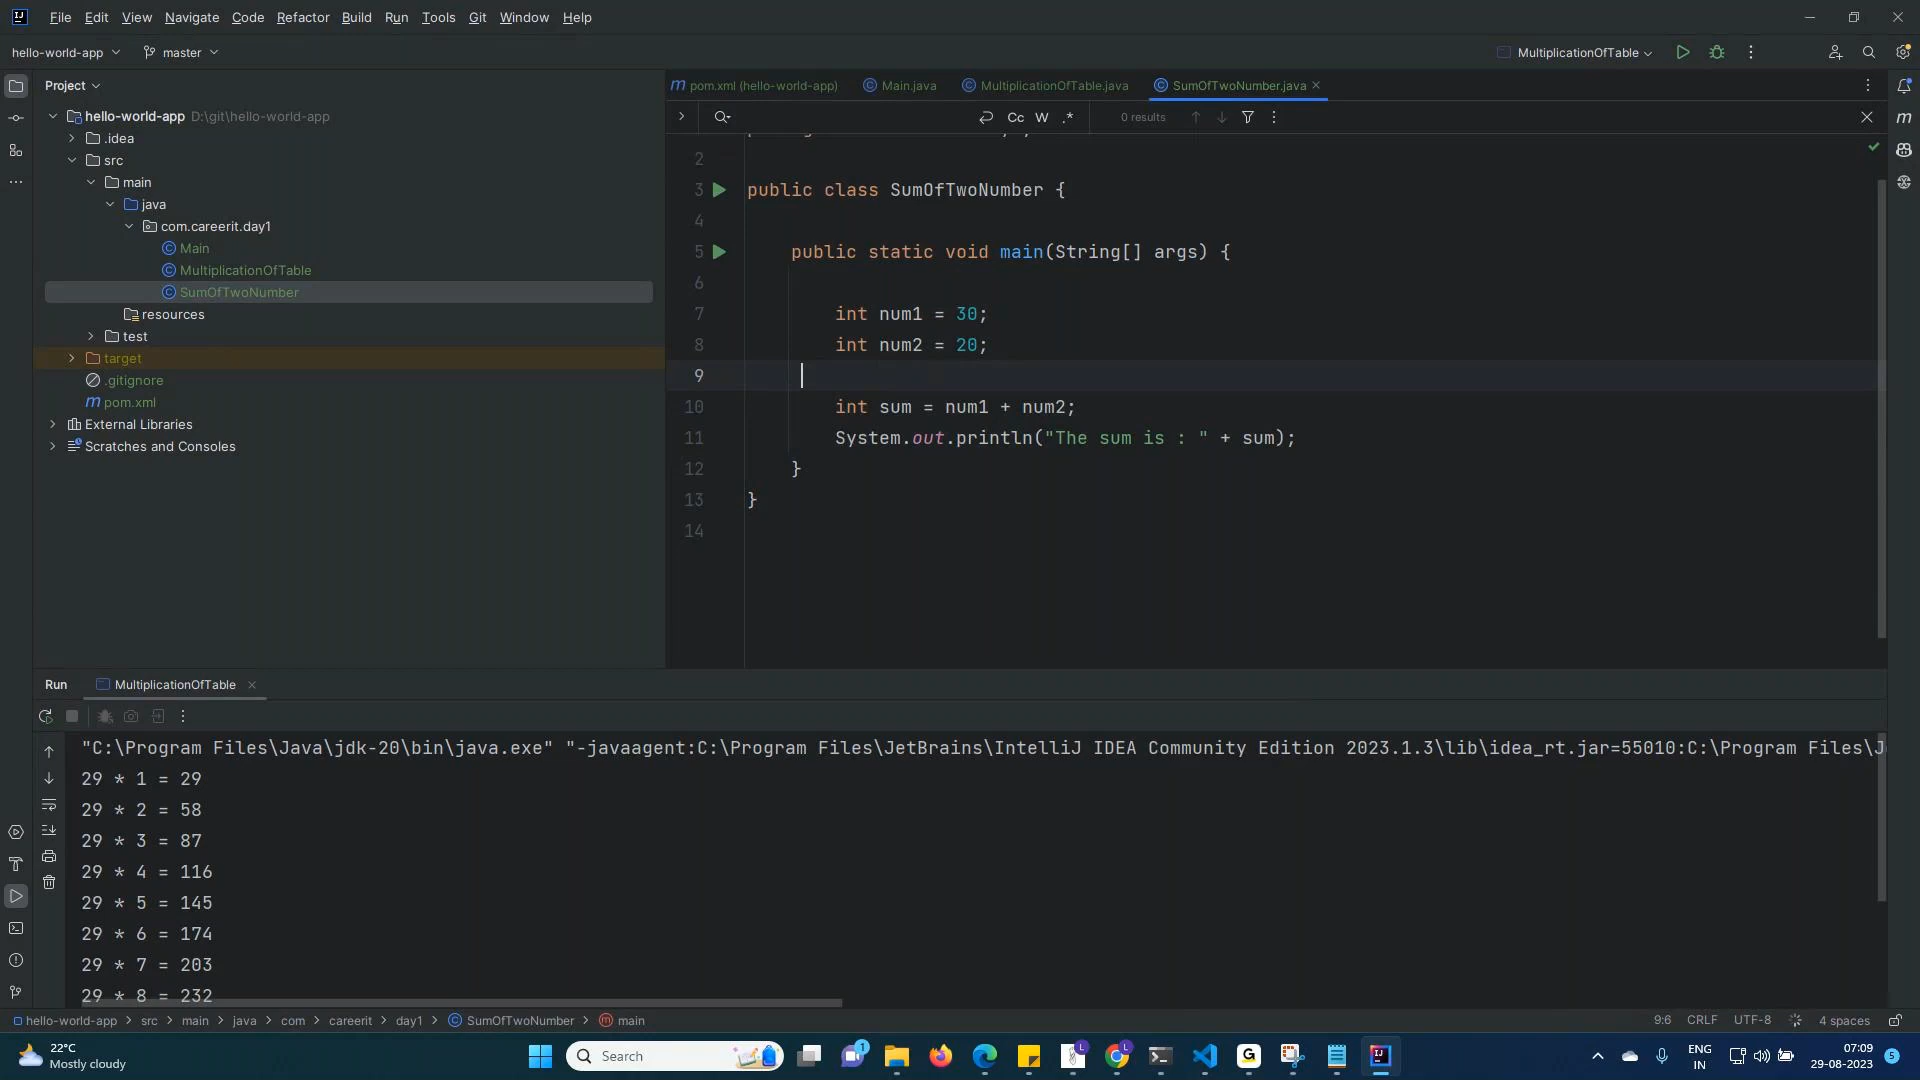 File Edit View Navigate Code Refactor Build Run Tools Git Window Help
hello-world-app master MultiplicationOfTable
Project
pom.xml (hello-world-app) Main.java MultiplicationOfTable.java SumOfTwoNumber.java
Cc W .* 0 results
hello-world-app D:\git\hello-world-app
.idea
src
main
java
com.careerit.day1
Main
MultiplicationOfTable
SumOfTwoNumber
resources
test
target
.gitignore
pom.xml
External Libraries
Scratches and Consoles
2
3 public class SumOfTwoNumber {
4
5 public static void main(String[] args) {
6
7 int num1 = 30;
8 int num2 = 20;
9
10 int sum = num1 + num2;
11 System.out.println("The sum is : " + sum);
12 }
13 }
14
Run MultiplicationOfTable
"C:\Program Files\Java\jdk-20\bin\java.exe" "-javaagent:C:\Program Files\JetBrains\IntelliJ IDEA Community Edition 2023.1.3\lib\idea_rt.jar=55010:C:\Program Files\J
29 * 1 = 29
29 * 2 = 58
29 * 3 = 87
29 * 4 = 116
29 * 5 = 145
29 * 6 = 174
29 * 7 = 203
29 * 8 = 232
hello-world-app > src > main > java > com > careerit > day1 > SumOfTwoNumber > main 9:6 CRLF UTF-8 4 spaces
22°C
Mostly cloudy
Search
ENG
IN
07:09
29-08-2023
5